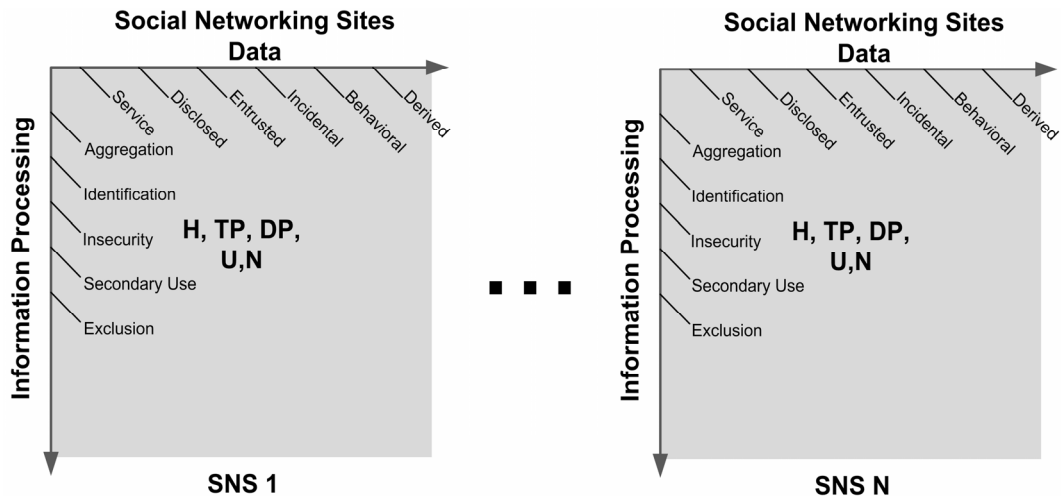 Social Networking Sites
Data
Service
Disclosed
Entrusted
Incidental
Behavioral
Derived
Information Processing
Aggregation
Identification
Insecurity
Secondary Use
Exclusion
H, TP, DP,
U,N
SNS 1
Social Networking Sites
Data
Service
Disclosed
Entrusted
Incidental
Behavioral
Derived
Information Processing
Aggregation
Identification
Insecurity
Secondary Use
Exclusion
H, TP, DP,
U,N
SNS N